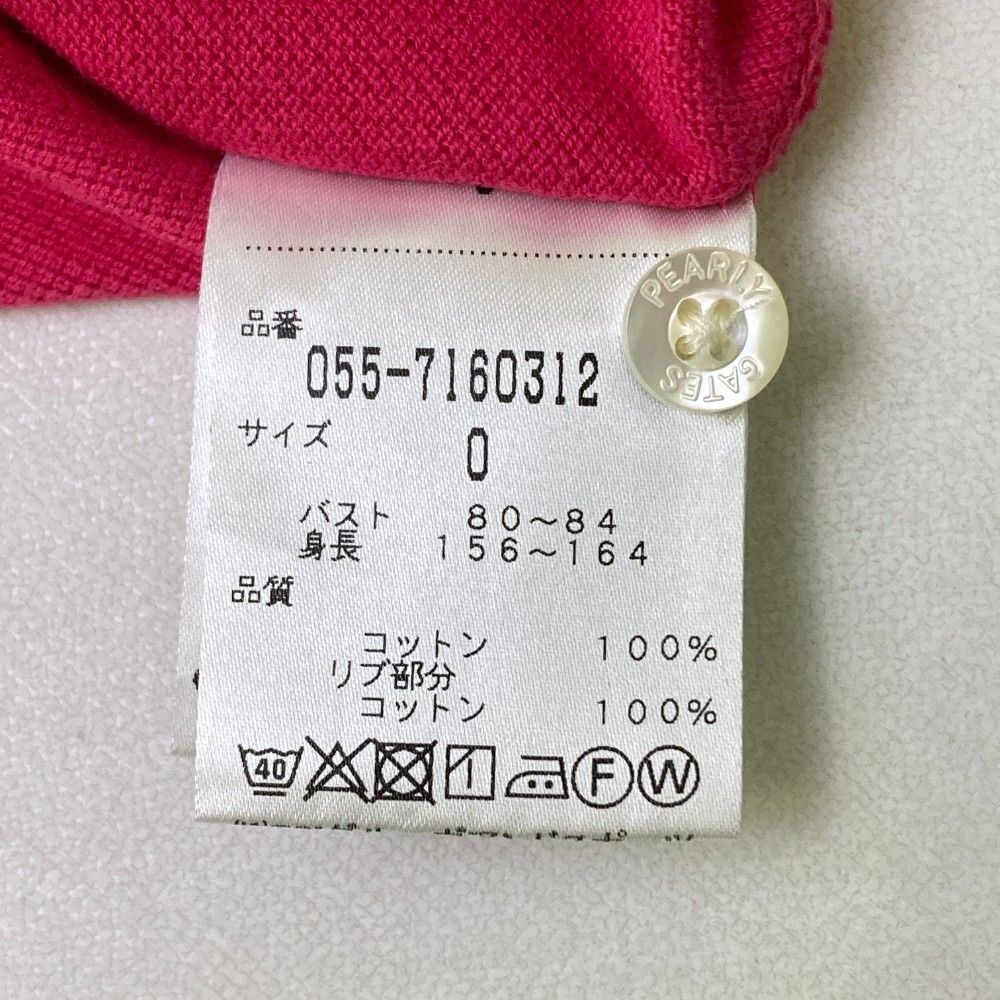 PEARLY GATES
品番
055-7160312
サイズ
0
バスト 80~84
身長 156~164
品質
コットン 100%
リブ部分
コットン 100%
40 F W